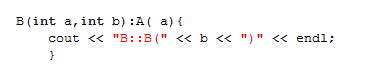 B(int a,int b):A( a){
cout << "B::B(" << b << ")" << endl;
}